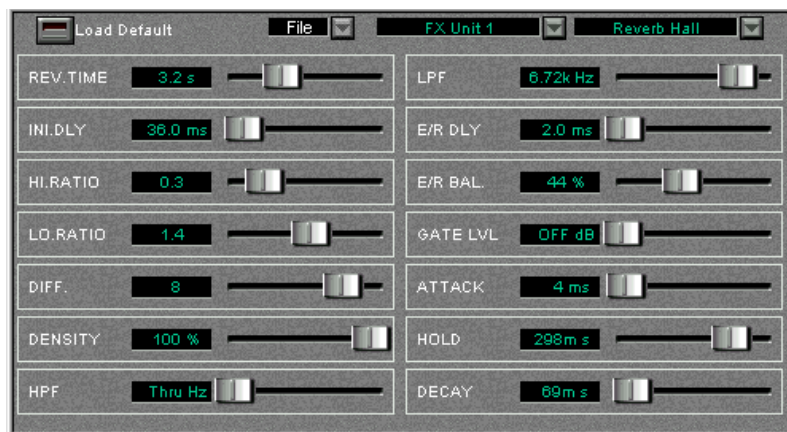 Load Default File FX Unit 1 Reverb Hall
REV.TIME 3.2 s
LPF 6.72k Hz
INI.DLY 36.0 ms
E/R DLY 2.0 ms
HI.RATIO 0.3
E/R BAL. 44 %
LO.RATIO 1.4
GATE LVL OFF dB
DIFF. 8
ATTACK 4 ms
DENSITY 100 %
HOLD 298m s
HPF Thru Hz
DECAY 69m s